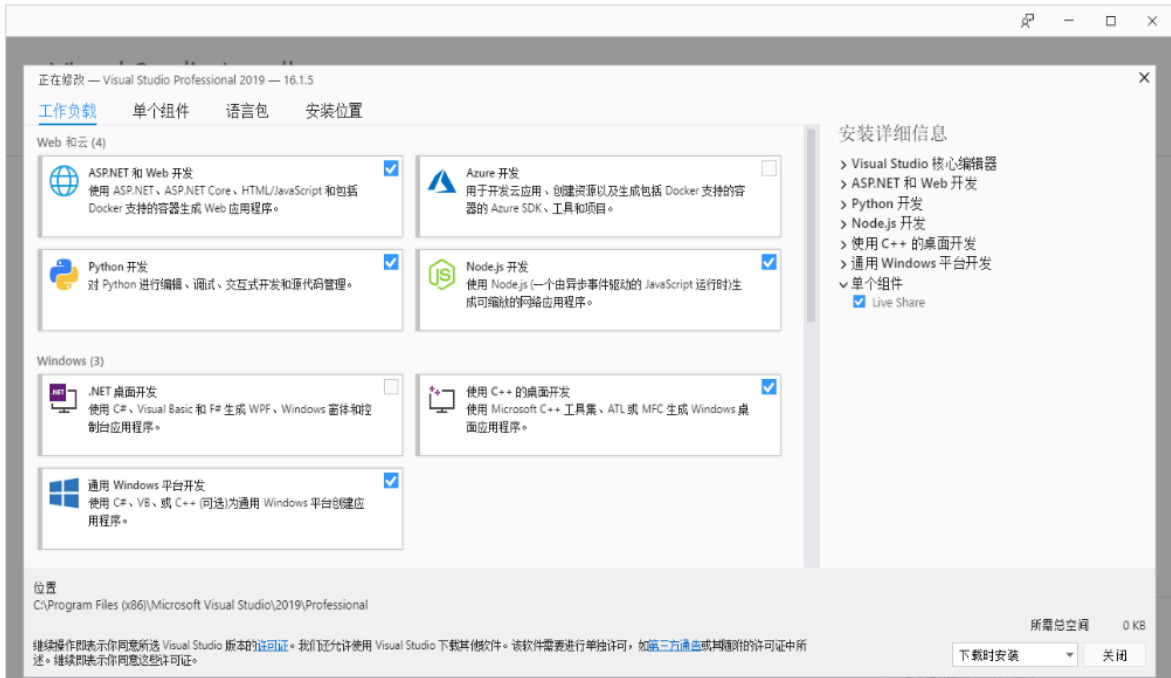 正在修改 — Visual Studio Professional 2019 — 16.1.5
工作负载 单个组件 语言包 安装位置
Web 和云 (4)
ASP.NET 和 Web 开发
使用 ASP.NET、ASP.NET Core、HTML/JavaScript 和包括
Docker 支持的容器生成 Web 应用程序。
Azure 开发
用于开发云应用、创建资源以及生成包括 Docker 支持的容
器的 Azure SDK、工具和项目。
Python 开发
对 Python 进行编辑、调试、交互式开发和源代码管理。
Node.js 开发
使用 Node.js (一个由异步事件驱动的 JavaScript 运行时)生
成可缩放的网络应用程序。
Windows (3)
.NET 桌面开发
使用 C#、Visual Basic 和 F# 生成 WPF、Windows 窗体和控
制台应用程序。
使用 C++ 的桌面开发
使用 Microsoft C++ 工具集、ATL 或 MFC 生成 Windows 桌
面应用程序。
通用 Windows 平台开发
使用 C#、VB、或 C++ (可选)为通用 Windows 平台创建应
用程序。
安装详细信息
Visual Studio 核心编辑器
ASP.NET 和 Web 开发
Python 开发
Node.js 开发
使用 C++ 的桌面开发
通用 Windows 平台开发
单个组件
Live Share
位置
C:\Program Files (x86)\Microsoft Visual Studio\2019\Professional
所需总空间 0 KB
继续操作即表示你同意所选 Visual Studio 版本的许可证。我们还允许使用 Visual Studio 下载其他软件。该软件需要进行单独许可，如第三方通告或其随附的许可证中所
述。继续即表示你同意这些许可证。
下载时安装 关闭